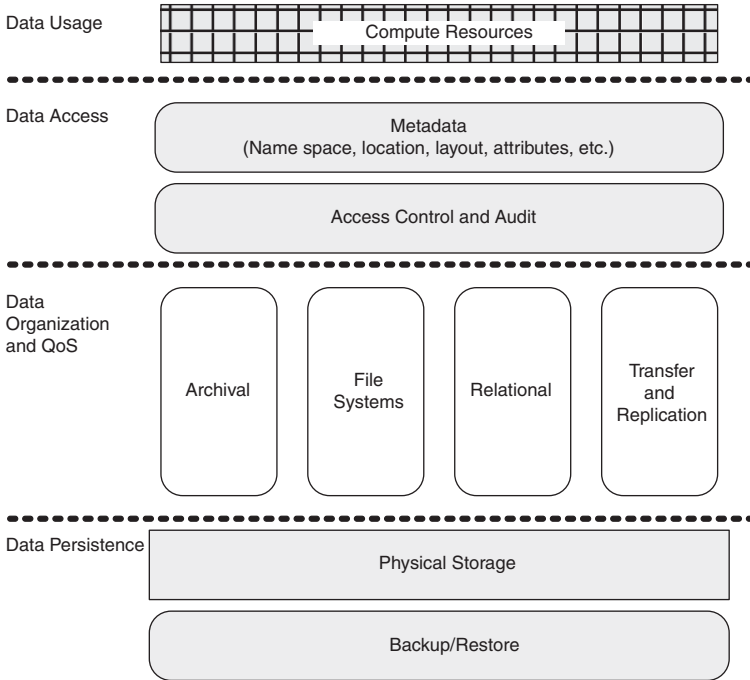 Data Usage
Compute Resources
Data Access
Metadata
(Name space, location, layout, attributes, etc.)
Access Control and Audit
Data
Organization
and QoS
Archival
File
Systems
Relational
Transfer
and
Replication
Data Persistence
Physical Storage
Backup/Restore